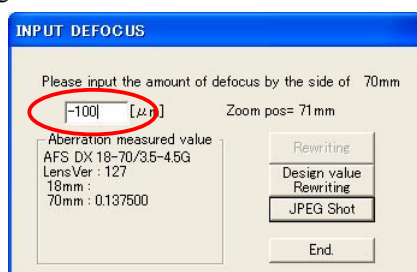 INPUT DEFOCUS
Please input the amount of defocus by the side of 70mm
-100 [μm] Zoom pos= 71mm
Aberration measured value
AFS DX 18-70/3.5-4.5G
LensVer : 127
18mm :
70mm : 0.137500
Rewriting
Design value
Rewriting
JPEG Shot
End.